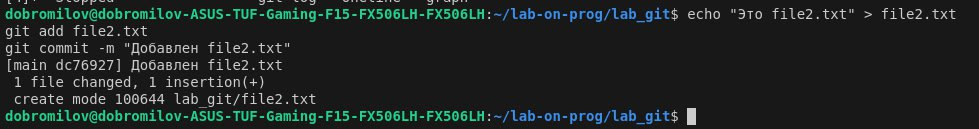 dobromilov@dobromilov-ASUS-TUF-Gaming-F15-FX506LH-FX506LH:~/lab-on-prog/lab_git$ echo "Это file2.txt" > file2.txt
git add file2.txt
git commit -m "Добавлен file2.txt"
[main dc76927] Добавлен file2.txt
 1 file changed, 1 insertion(+)
 create mode 100644 lab_git/file2.txt
dobromilov@dobromilov-ASUS-TUF-Gaming-F15-FX506LH-FX506LH:~/lab-on-prog/lab_git$